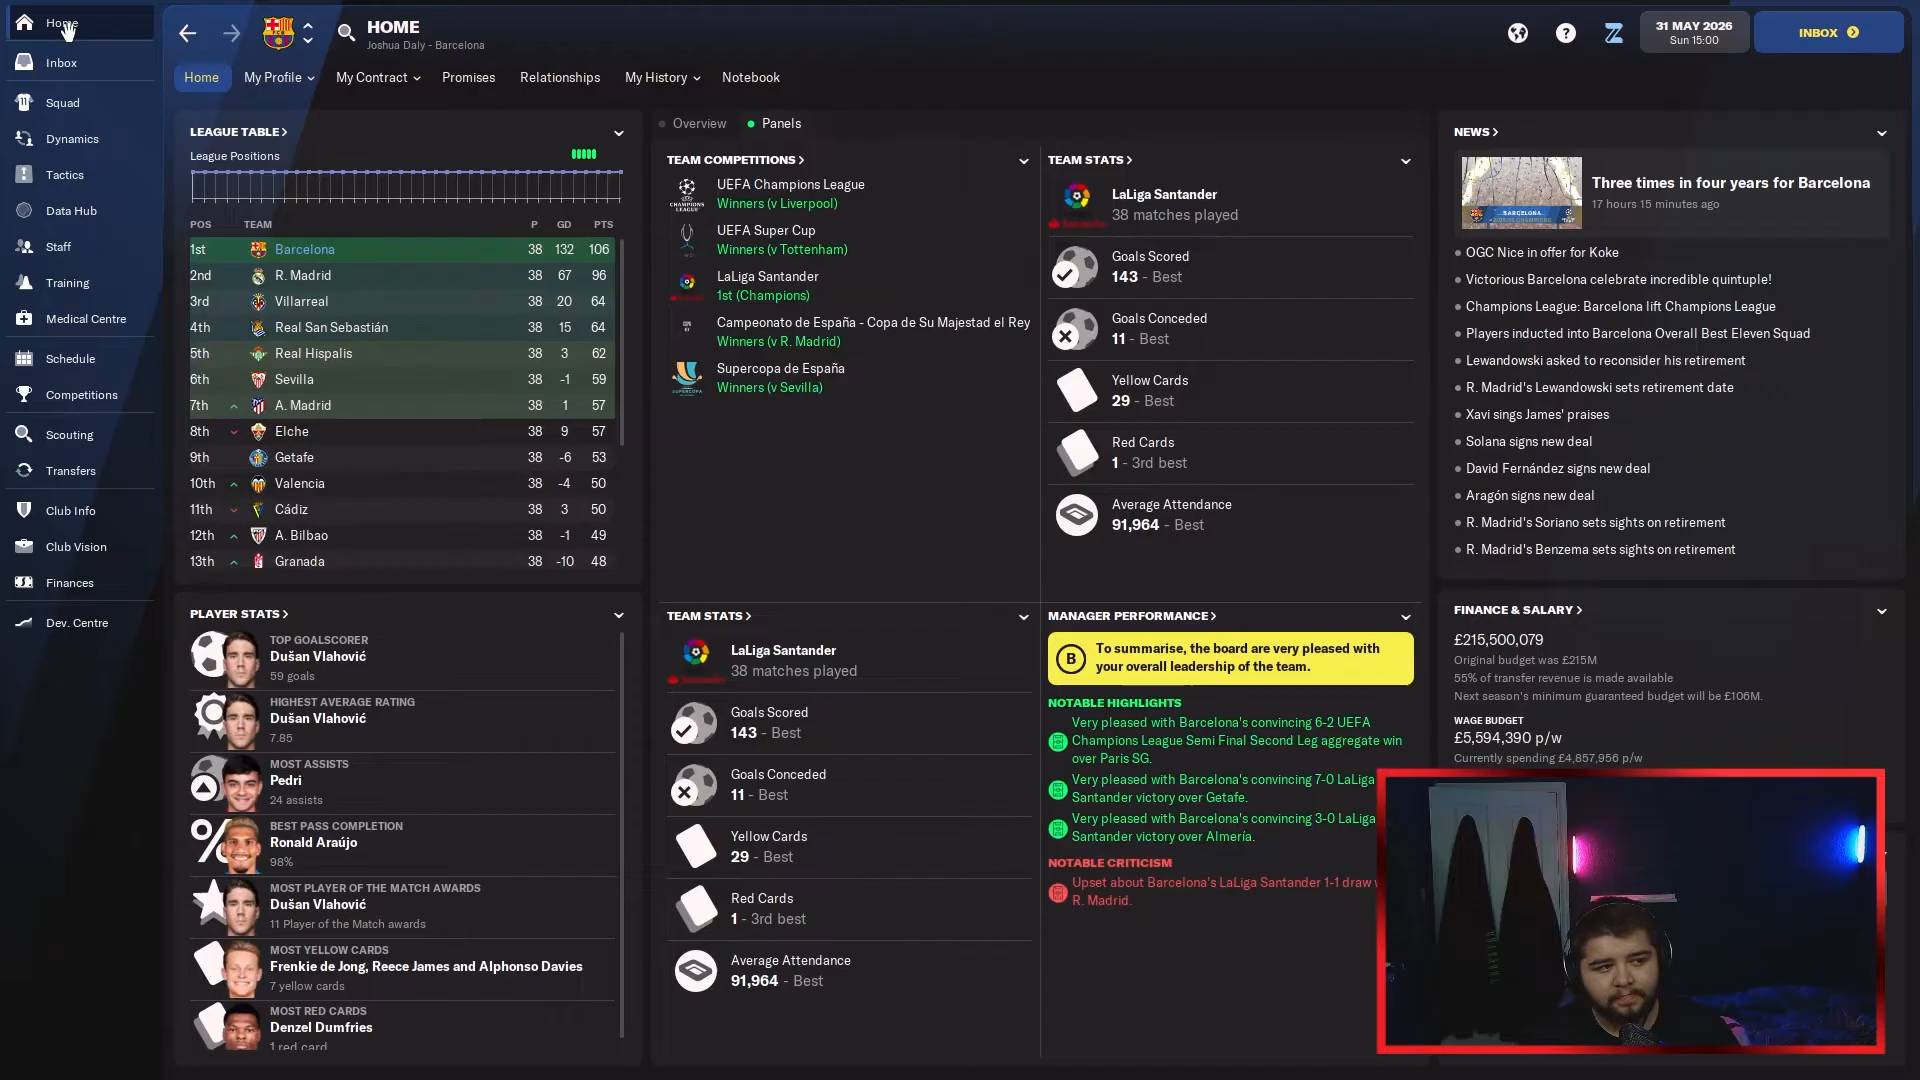 Home
Inbox
Squad
Dynamics
Tactics
Data Hub
Staff
Training
Medical Centre
Schedule
Competitions
Scouting
Transfers
Club Info
Club Vision
Finances
Dev. Centre
HOME
Joshua Daly - Barcelona
31 MAY 2026
Sun 15:00
INBOX
Home
My Profile
My Contract
Promises
Relationships
My History
Notebook
LEAGUE TABLE >
League Positions
POS TEAM P GD PTS
1st Barcelona 38 132 106
2nd R. Madrid 38 67 96
3rd Villarreal 38 20 64
4th Real San Sebastián 38 15 64
5th Real Hispalis 38 3 62
6th Sevilla 38 -1 59
7th A. Madrid 38 1 57
8th Elche 38 9 57
9th Getafe 38 -6 53
10th Valencia 38 -4 50
11th Cádiz 38 3 50
12th A. Bilbao 38 -1 49
13th Granada 38 -10 48
PLAYER STATS >
TOP GOALSCORER
Dušan Vlahović
59 goals
HIGHEST AVERAGE RATING
Dušan Vlahović
7.85
MOST ASSISTS
Pedri
24 assists
BEST PASS COMPLETION
Ronald Araújo
98%
MOST PLAYER OF THE MATCH AWARDS
Dušan Vlahović
11 Player of the Match awards
MOST YELLOW CARDS
Frenkie de Jong, Reece James and Alphonso Davies
7 yellow cards
MOST RED CARDS
Denzel Dumfries
1 red card
Overview
Panels
TEAM COMPETITIONS >
UEFA Champions League
Winners (v Liverpool)
UEFA Super Cup
Winners (v Tottenham)
LaLiga Santander
1st (Champions)
Campeonato de España - Copa de Su Majestad el Rey
Winners (v R. Madrid)
Supercopa de España
Winners (v Sevilla)
TEAM STATS >
LaLiga Santander
38 matches played
Goals Scored
143 - Best
Goals Conceded
11 - Best
Yellow Cards
29 - Best
Red Cards
1 - 3rd best
Average Attendance
91,964 - Best
TEAM STATS >
LaLiga Santander
38 matches played
Goals Scored
143 - Best
Goals Conceded
11 - Best
Yellow Cards
29 - Best
Red Cards
1 - 3rd best
Average Attendance
91,964 - Best
MANAGER PERFORMANCE >
B
To summarise, the board are very pleased with
your overall leadership of the team.
NOTABLE HIGHLIGHTS
Very pleased with Barcelona's convincing 6-2 UEFA
Champions League Semi Final Second Leg aggregate win
over Paris SG.
Very pleased with Barcelona's convincing 7-0 LaLiga
Santander victory over Getafe.
Very pleased with Barcelona's convincing 3-0 LaLiga
Santander victory over Almería.
NOTABLE CRITICISM
Upset about Barcelona's LaLiga Santander 1-1 draw
R. Madrid.
NEWS >
Three times in four years for Barcelona
17 hours 15 minutes ago
OGC Nice in offer for Koke
Victorious Barcelona celebrate incredible quintuple!
Champions League: Barcelona lift Champions League
Players inducted into Barcelona Overall Best Eleven Squad
Lewandowski asked to reconsider his retirement
R. Madrid's Lewandowski sets retirement date
Xavi sings James' praises
Solana signs new deal
David Fernández signs new deal
Aragón signs new deal
R. Madrid's Soriano sets sights on retirement
R. Madrid's Benzema sets sights on retirement
FINANCE & SALARY >
£215,500,079
Original budget was £215M
55% of transfer revenue is made available
Next season's minimum guaranteed budget will be £106M.
WAGE BUDGET
£5,594,390 p/w
Currently spending £4,857,956 p/w